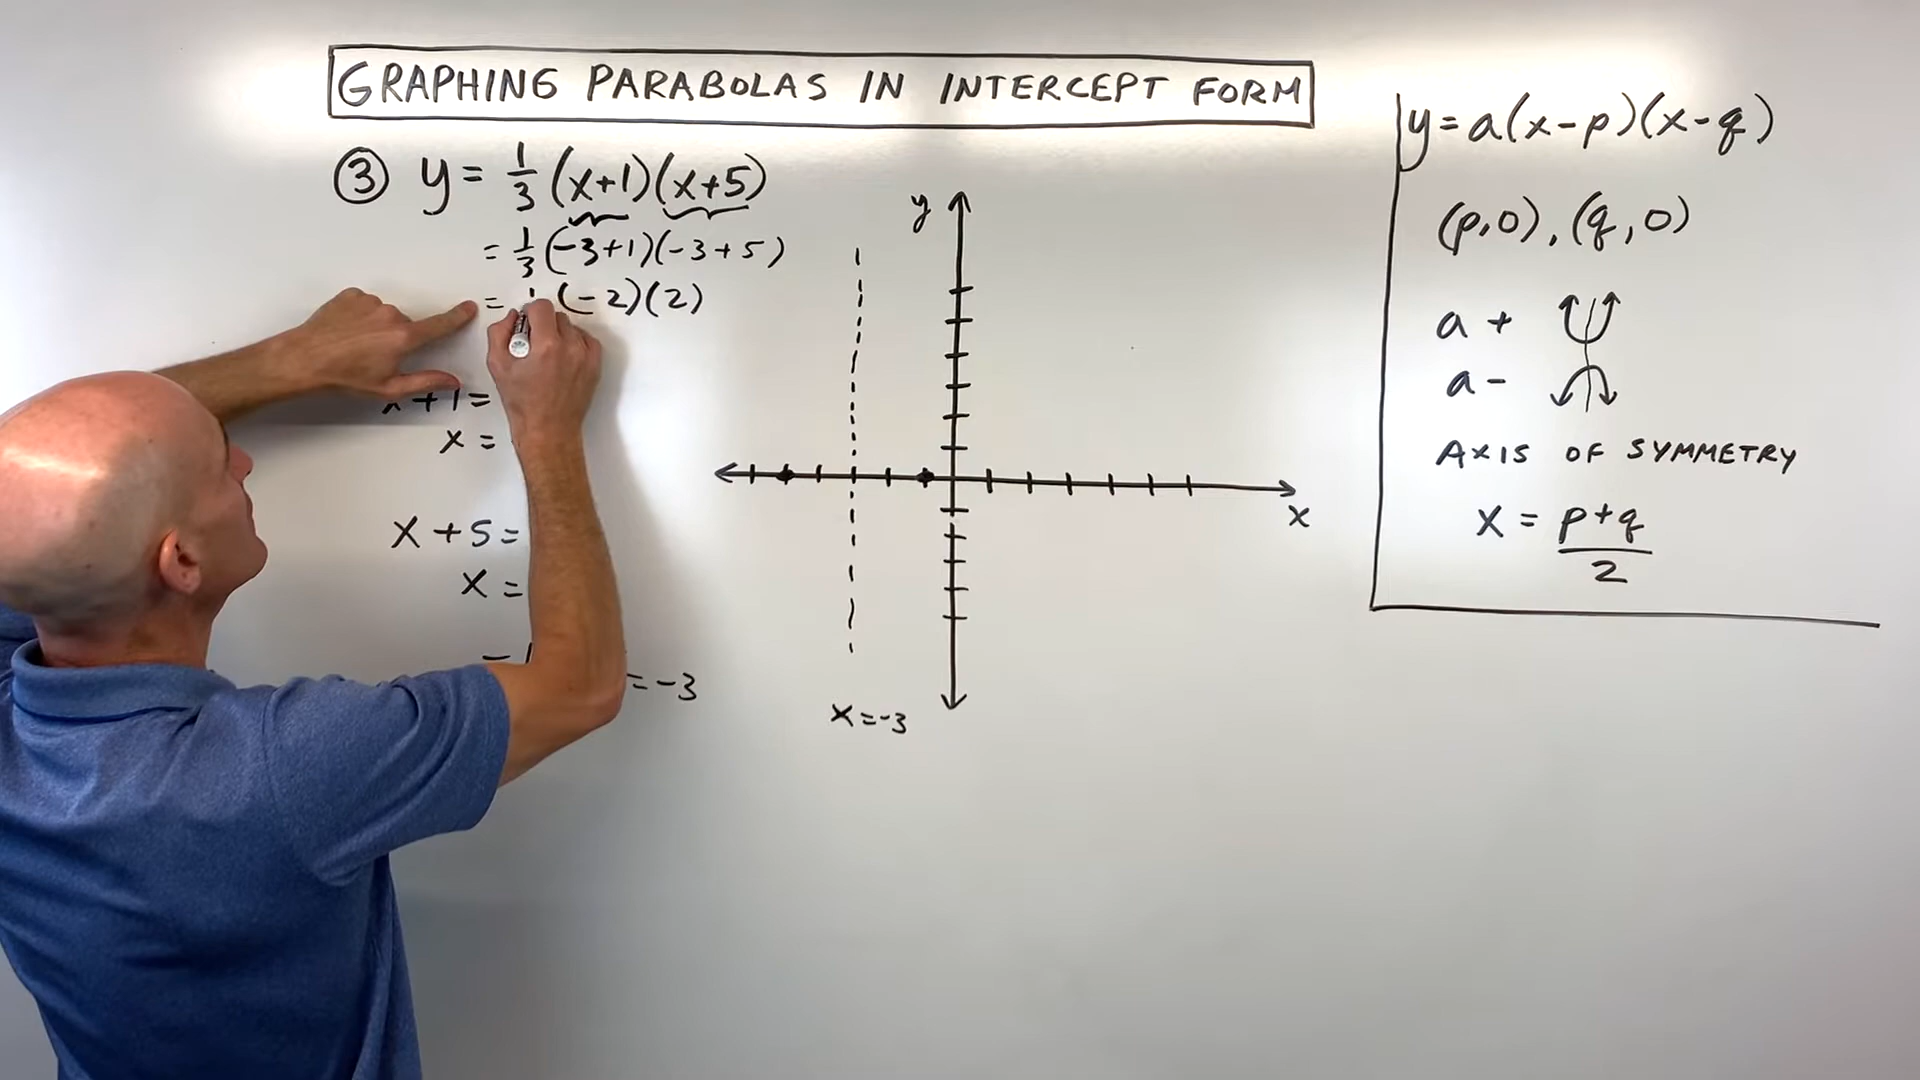 GRAPHING PARABOLAS IN INTERCEPT FORM
③ y = 1/3 (x+1)(x+5)
= 1/3 (-3+1)(-3+5)
= (-2)(2)
x+1=
x =
x+5=
x =
= -3
y
x
x=-3
y=a(x-p)(x-q)
(p,0), (q,0)
a +
a -
AXIS OF SYMMETRY
x = p+q/2